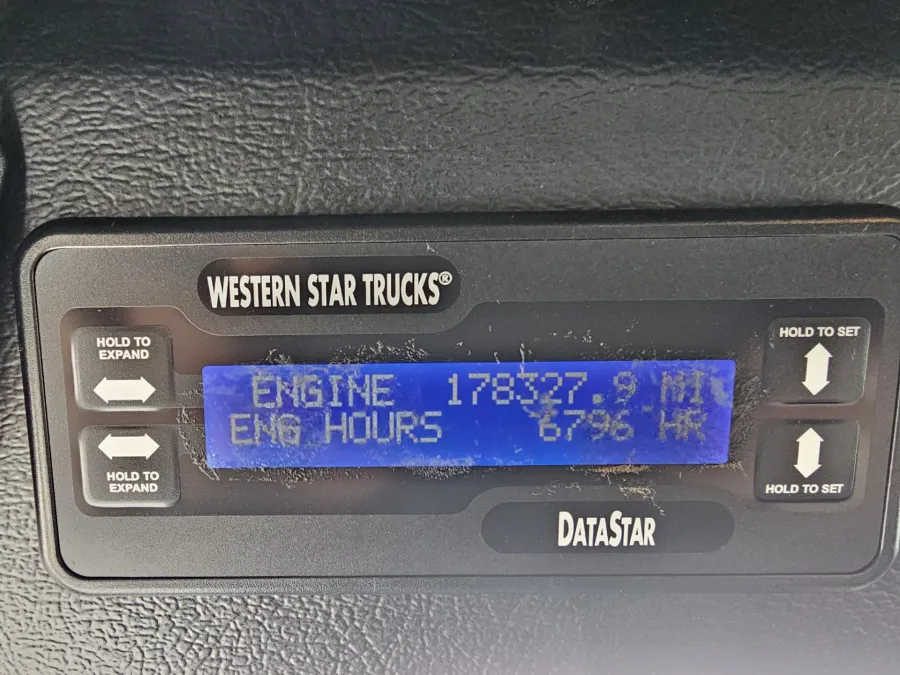 WESTERN STAR TRUCKS®
HOLD TO
EXPAND
HOLD TO SET
ENGINE 178327.9 MI
ENG HOURS 6796 HR
HOLD TO
EXPAND
HOLD TO SET
DATASTAR